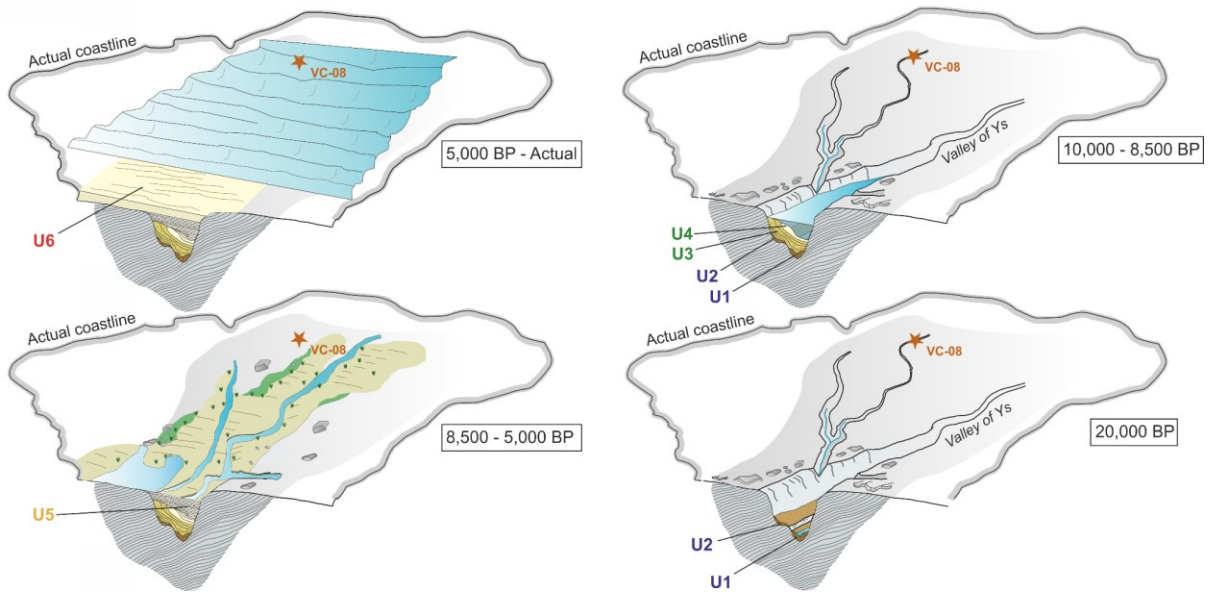 Actual coastline
VC-08
5,000 BP - Actual
U6
Actual coastline
VC-08
Valley of Ys
10,000 - 8,500 BP
U4
U3
U2
U1
Actual coastline
VC-08
8,500 - 5,000 BP
U5
Actual coastline
VC-08
Valley of Ys
20,000 BP
U2
U1